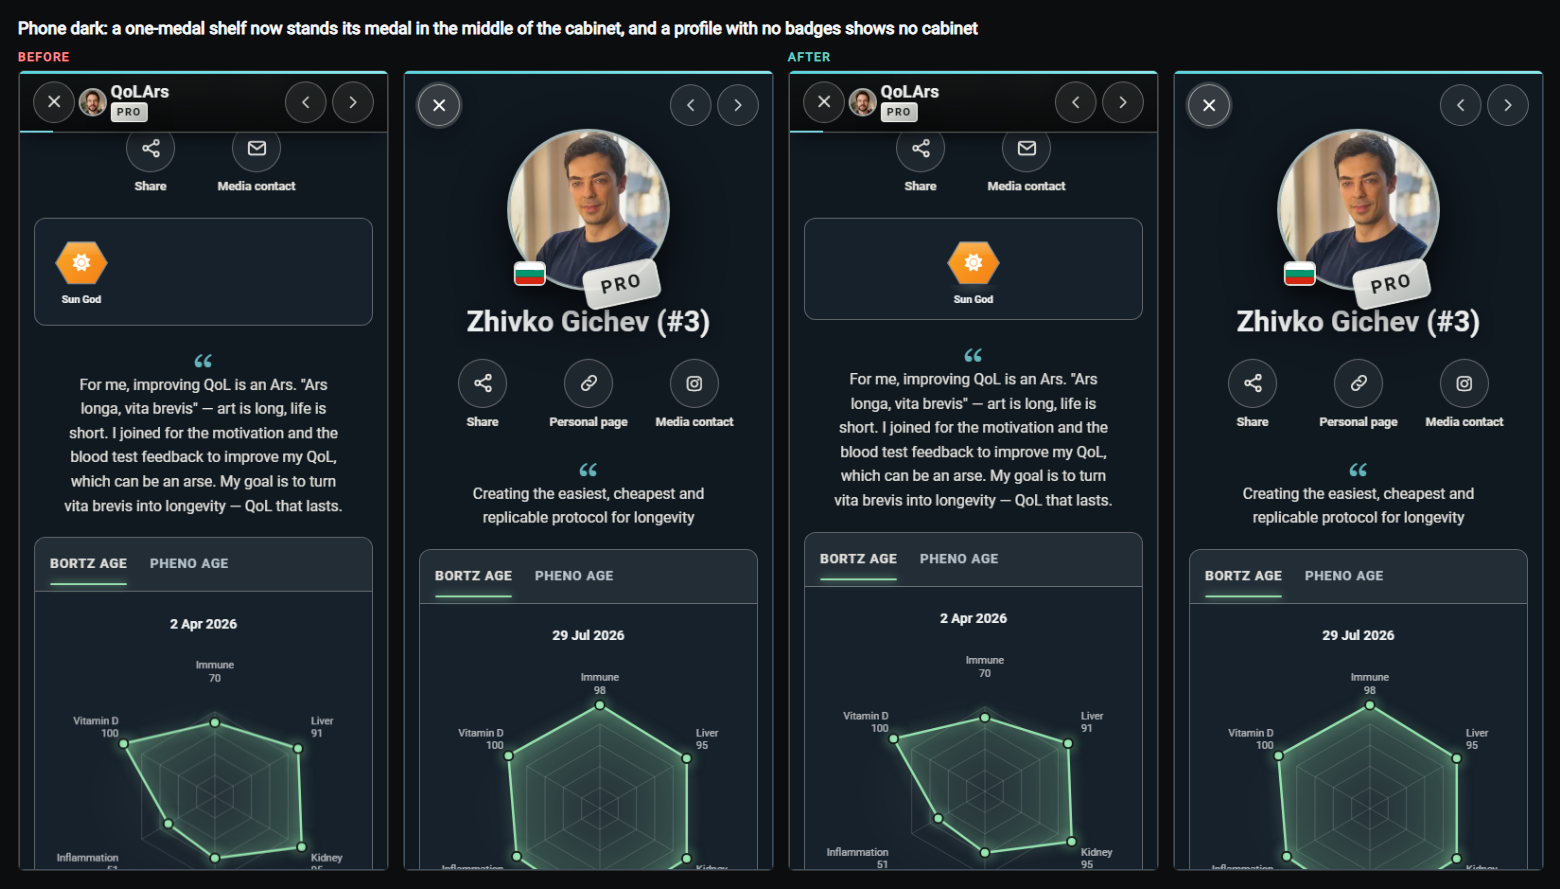 Phone dark: a one-medal shelf now stands its medal in the middle of the cabinet, and a profile with no badges shows no cabinet
BEFORE
QoLArs
PRO
Share
Media contact
Sun God
“
For me, improving QoL is an Ars. "Ars
longa, vita brevis" — art is long, life is
short. I joined for the motivation and the
blood test feedback to improve my QoL,
which can be an arse. My goal is to turn
vita brevis into longevity — QoL that lasts.
BORTZ AGE
PHENO AGE
2 Apr 2026
Immune
70
Vitamin D
100
Liver
91
Inflammation
51
Kidney
95
PRO
Zhivko Gichev (#3)
Share
Personal page
Media contact
“
Creating the easiest, cheapest and
replicable protocol for longevity
BORTZ AGE
PHENO AGE
29 Jul 2026
Immune
98
Vitamin D
100
Liver
95
Inflammation
Kidney
AFTER
QoLArs
PRO
Share
Media contact
Sun God
“
For me, improving QoL is an Ars. "Ars
longa, vita brevis" — art is long, life is
short. I joined for the motivation and the
blood test feedback to improve my QoL,
which can be an arse. My goal is to turn
vita brevis into longevity — QoL that lasts.
BORTZ AGE
PHENO AGE
2 Apr 2026
Immune
70
Vitamin D
100
Liver
91
Inflammation
51
Kidney
95
PRO
Zhivko Gichev (#3)
Share
Personal page
Media contact
“
Creating the easiest, cheapest and
replicable protocol for longevity
BORTZ AGE
PHENO AGE
29 Jul 2026
Immune
98
Vitamin D
100
Liver
95
Inflammation
Kidney